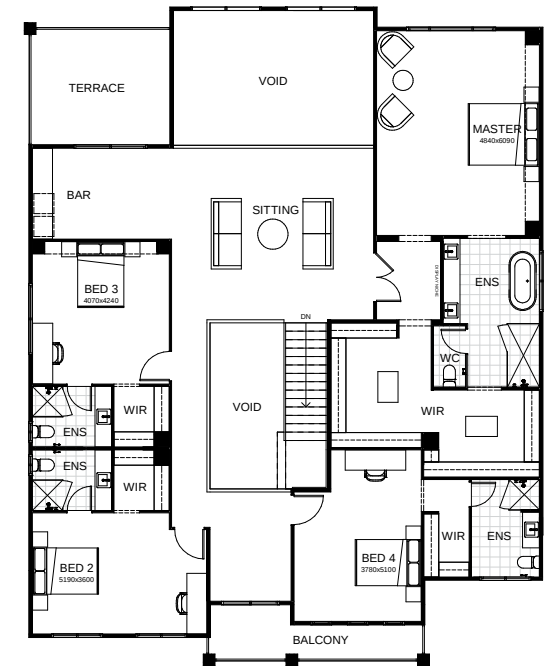 TERRACE
VOID
MASTER
4840x6090
BAR
SITTING
BED 3
4070x4240
ENS
DN
WC
VOID
WIR
WIR
ENS
ENS
WIR
BED 2
5190x3600
BED 4
3780x5100
WIR
ENS
BALCONY